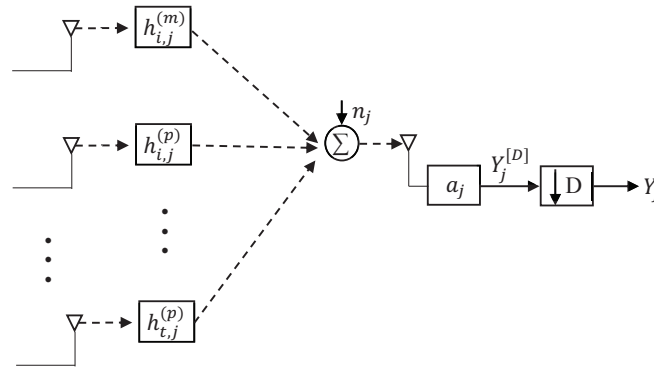 h_{i,j}^{(m)}
n_j
h_{i,j}^{(p)}
∑
a_j
Y_j^{[D]}
D
h_{t,j}^{(p)}